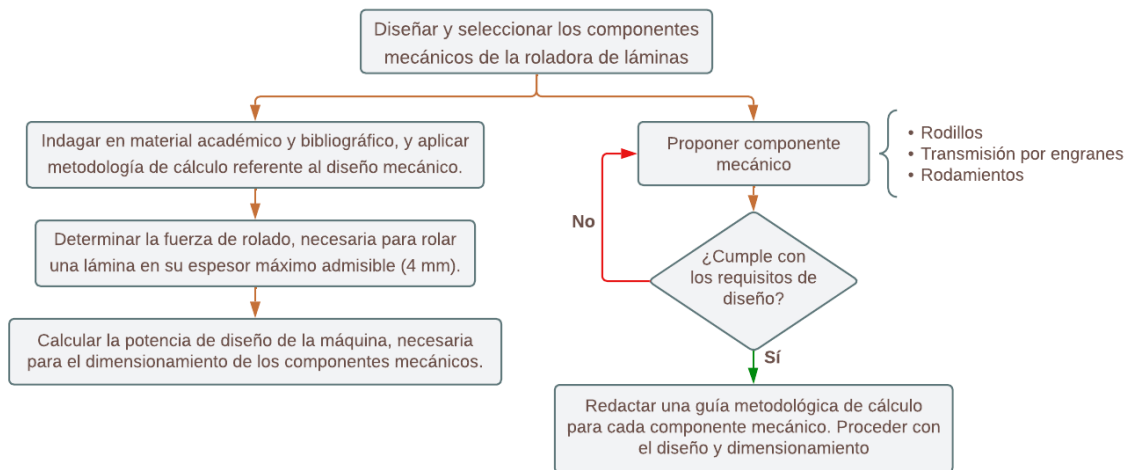 Diseñar y seleccionar los componentes
mecánicos de la roladora de láminas
Indagar en material académico y bibliográfico, y aplicar
metodología de cálculo referente al diseño mecánico.
Determinar la fuerza de rolado, necesaria para rolar
una lámina en su espesor máximo admisible (4 mm).
Calcular la potencia de diseño de la máquina, necesaria
para el dimensionamiento de los componentes mecánicos.
Proponer componente
mecánico
• Rodillos
• Transmisión por engranes
• Rodamientos
No
¿Cumple con
los requisitos de
diseño?
Sí
Redactar una guía metodológica de cálculo
para cada componente mecánico. Proceder con
el diseño y dimensionamiento